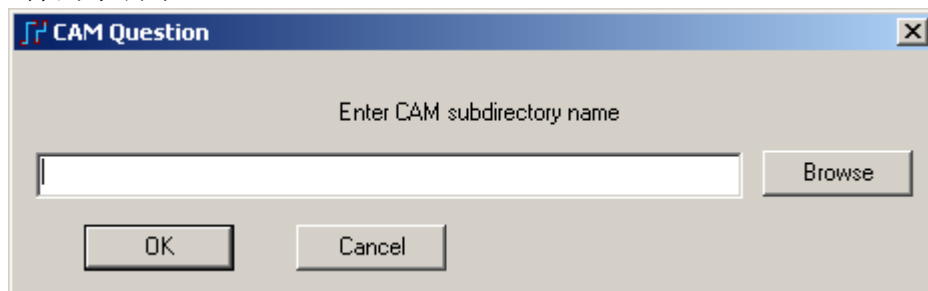 CAM Question
Enter CAM subdirectory name
Browse
OK
Cancel